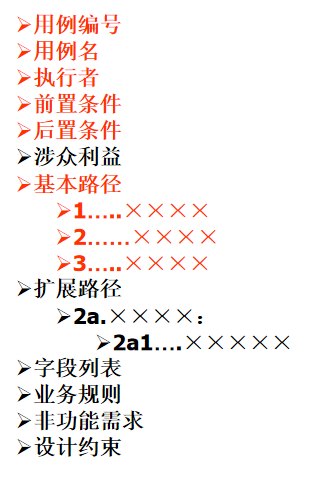 ➢用例编号
➢用例名
➢执行者
➢前置条件
➢后置条件
➢涉众利益
➢基本路径
➢1…..××××
➢2……××××
➢3…..××××
➢扩展路径
➢2a.××××：
➢2a1….×××××
➢字段列表
➢业务规则
➢非功能需求
➢设计约束